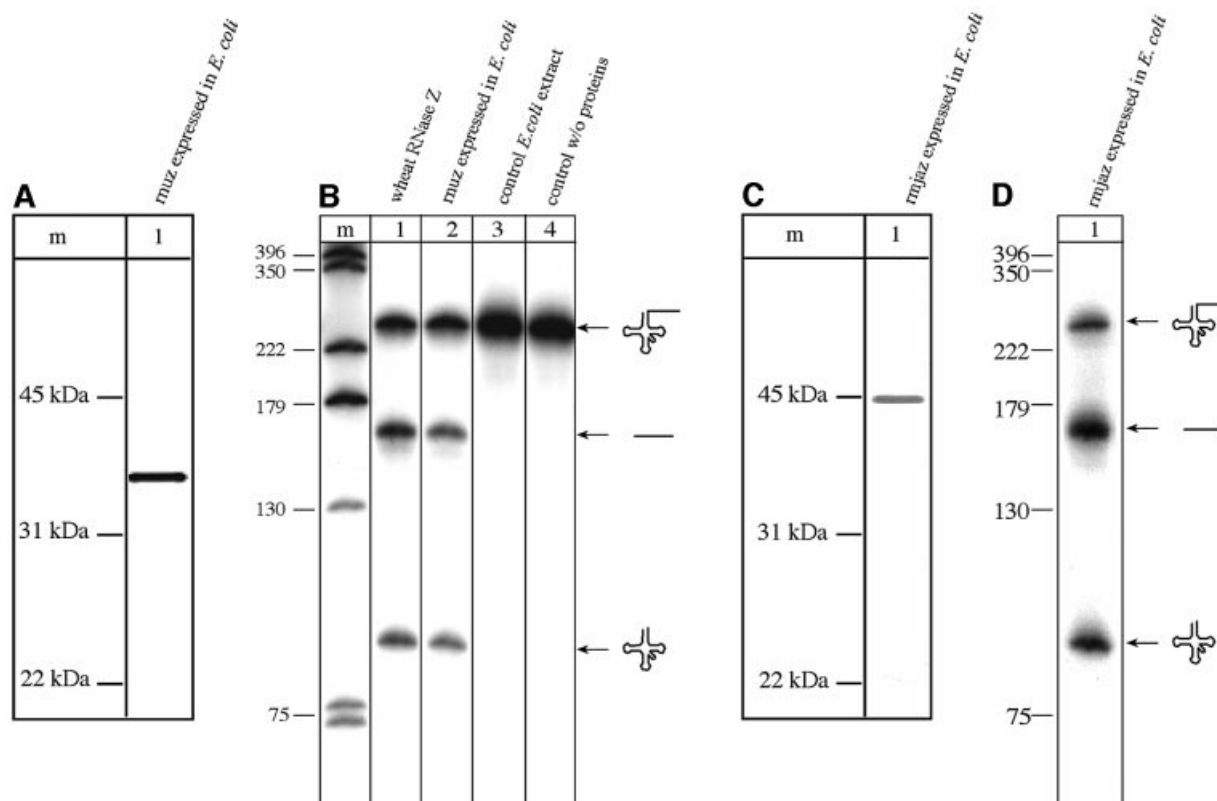 A
rnuz expressed in E. coli
m 1
45 kDa
31 kDa
22 kDa
B
wheat RNase Z
rnuz expressed in E. coli
control E.coli extract
control w/o proteins
m 1 2 3 4
396
350
222
179
130
75
C
rnjaz expressed in E. coli
m 1
45 kDa
31 kDa
22 kDa
D
rnjaz expressed in E. coli
1
396
350
222
179
130
75